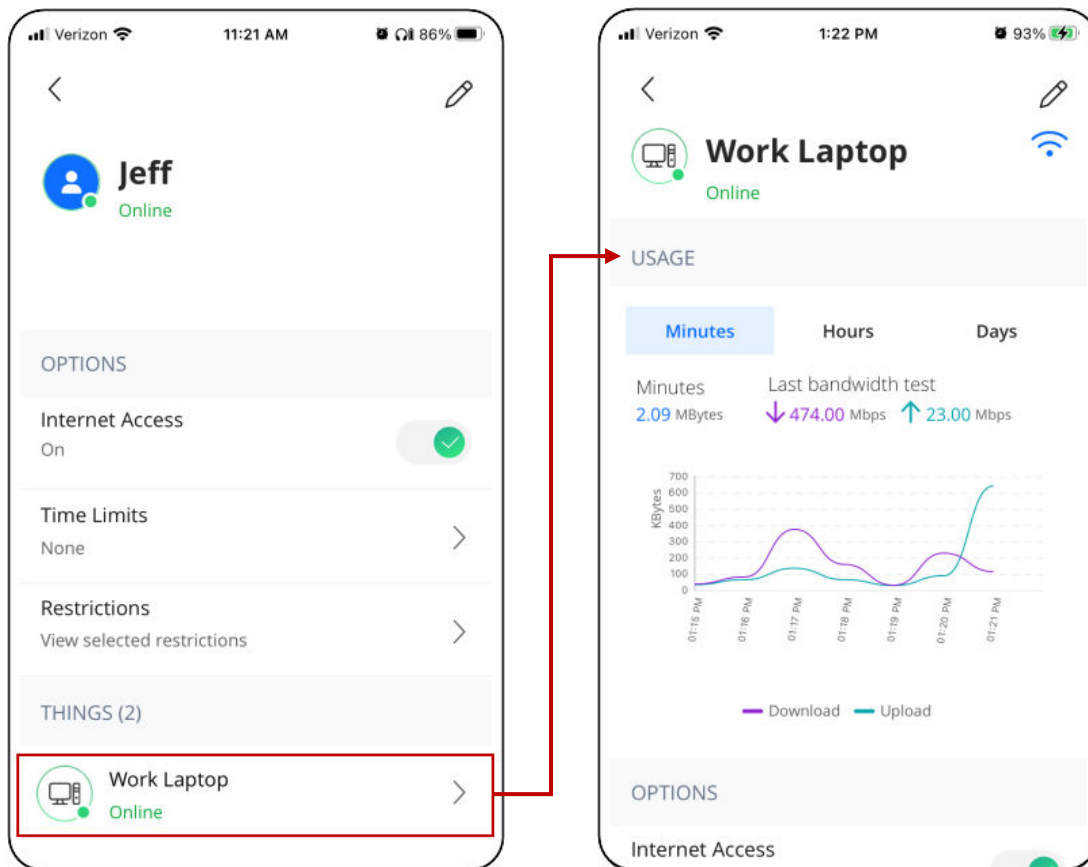 Verizon 11:21 AM 86%
Jeff
Online
OPTIONS
Internet Access
On
Time Limits
None
Restrictions
View selected restrictions
THINGS (2)
Work Laptop
Online
Verizon 1:22 PM 93%
Work Laptop
Online
USAGE
Minutes Hours Days
Minutes Last bandwidth test
2.09 MBytes 474.00 Mbps 23.00 Mbps
KBytes
700
600
500
400
300
200
100
0
01:15 PM
01:16 PM
01:17 PM
01:18 PM
01:19 PM
01:20 PM
01:21 PM
Download Upload
OPTIONS
Internet Access